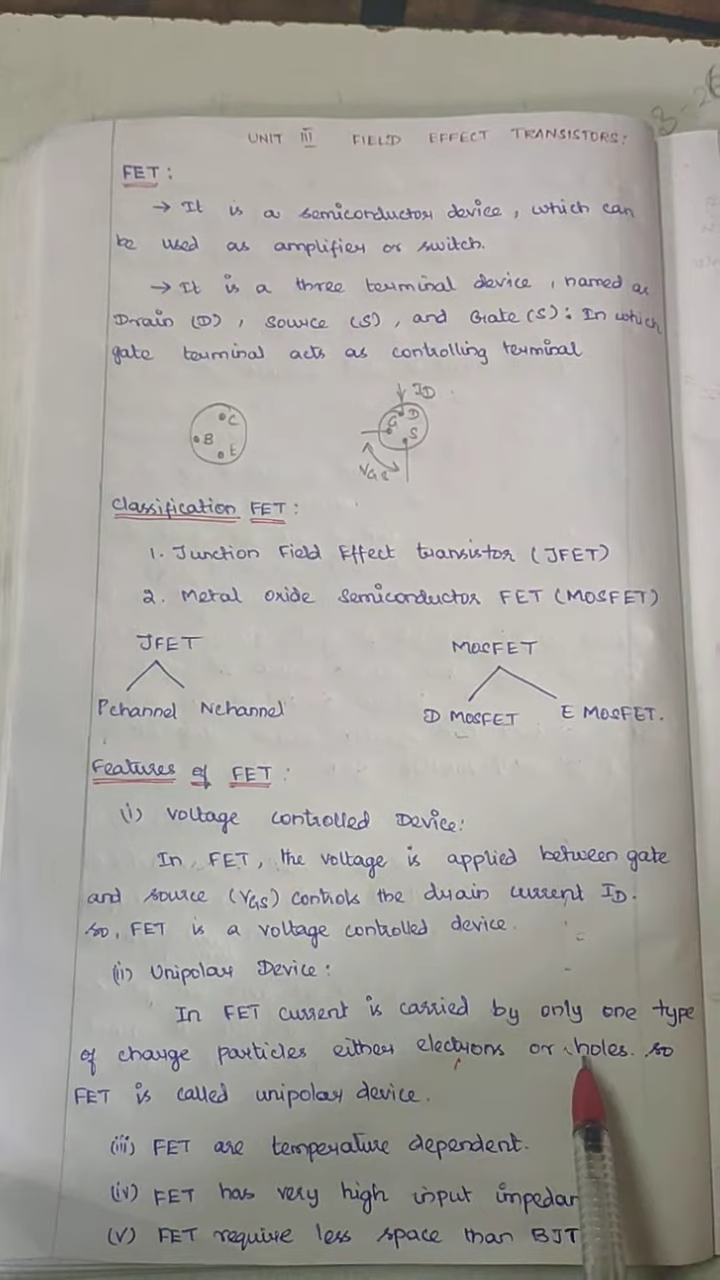 UNIT III FIELD EFFECT TRANSISTORS:
FET:
→ It is a semiconductor device, which can
be used as amplifier or switch.
→ It is a three terminal device, named as
Drain (D), source (S), and Gate (S): In which
gate terminal acts as controlling terminal
C
B
E
ID
D
G
S
VGS
Classification FET:
1. Junction Field Effect transistor (JFET)
2. Metal oxide semiconductor FET (MOSFET)
JFET MOSFET
Pchannel Nchannel D MOSFET E MOSFET.
Features of FET:
(i) voltage controlled Device:
In, FET, the voltage is applied between gate
and source (VGS) controls the drain current ID.
so, FET is a voltage controlled device.
(ii) Unipolar Device:
In FET current is carried by only one type
of charge particles either electrons or holes. so
FET is called unipolar device.
(iii) FET are temperature dependent.
(iv) FET has very high input impedan
(v) FET require less space than BJT